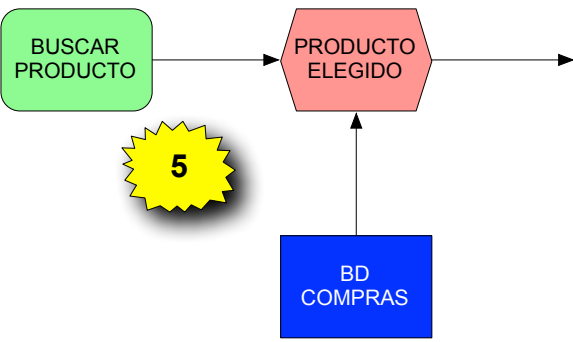 BUSCAR
PRODUCTO
PRODUCTO
ELEGIDO
5
BD
COMPRAS